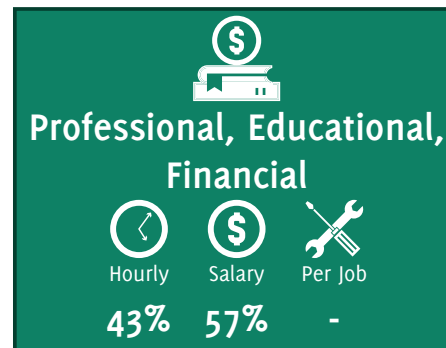 $
Professional, Educational,
Financial
$
Hourly Salary Per Job
43% 57% -